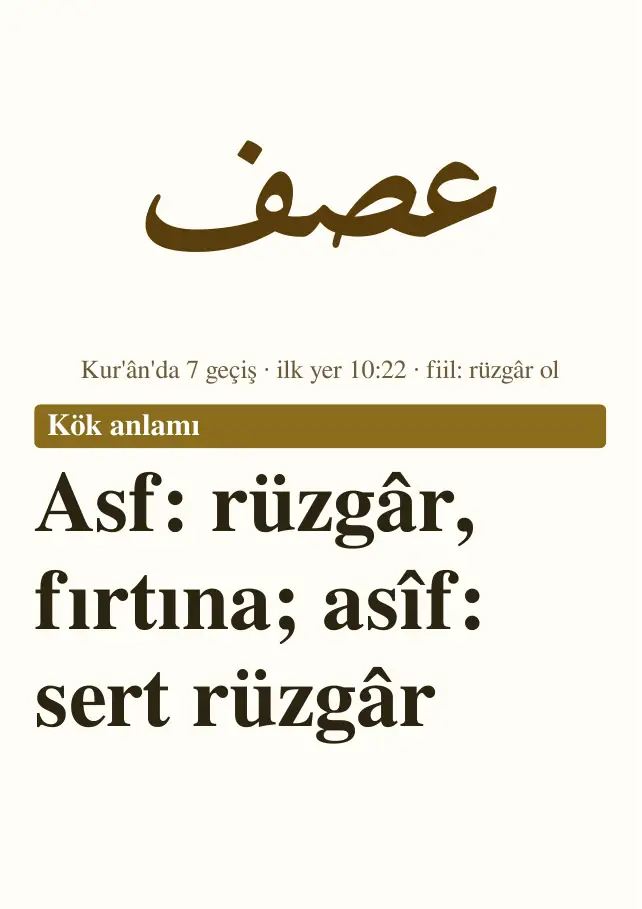 عصف
Kur'ân'da 7 geçiş · ilk yer 10:22 · fiil: rüzgâr ol
Kök anlamı
Asf: rüzgâr,
fırtına; asîf:
sert rüzgâr